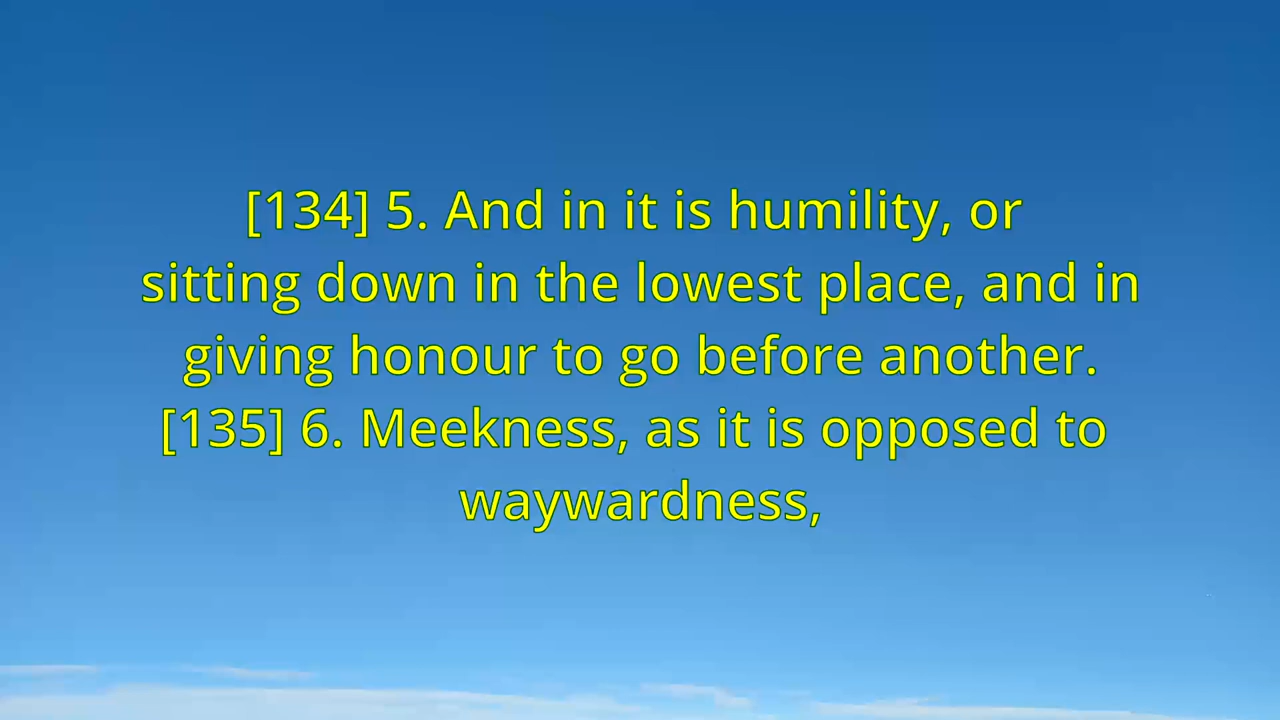 [134] 5. And in it is humility, or
sitting down in the lowest place, and in
giving honour to go before another.
[135] 6. Meekness, as it is opposed to
waywardness,